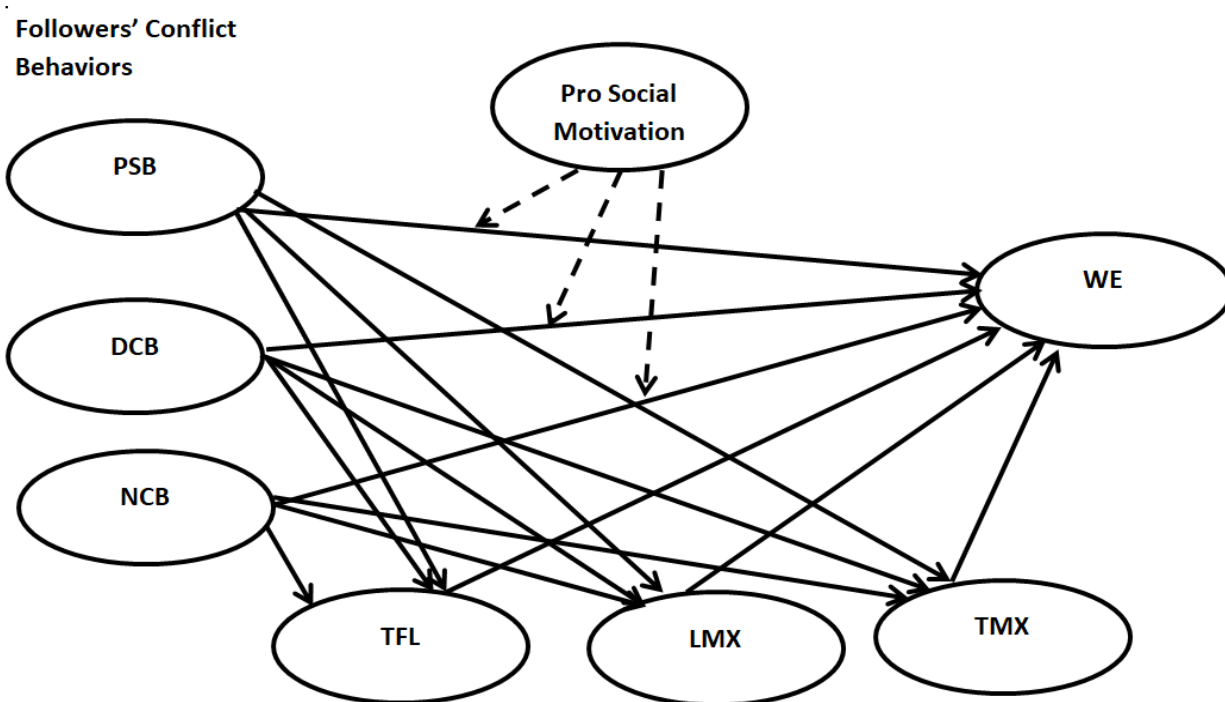 Followers’ Conflict
Behaviors
Pro Social
Motivation
PSB
WE
DCB
NCB
TFL
LMX
TMX